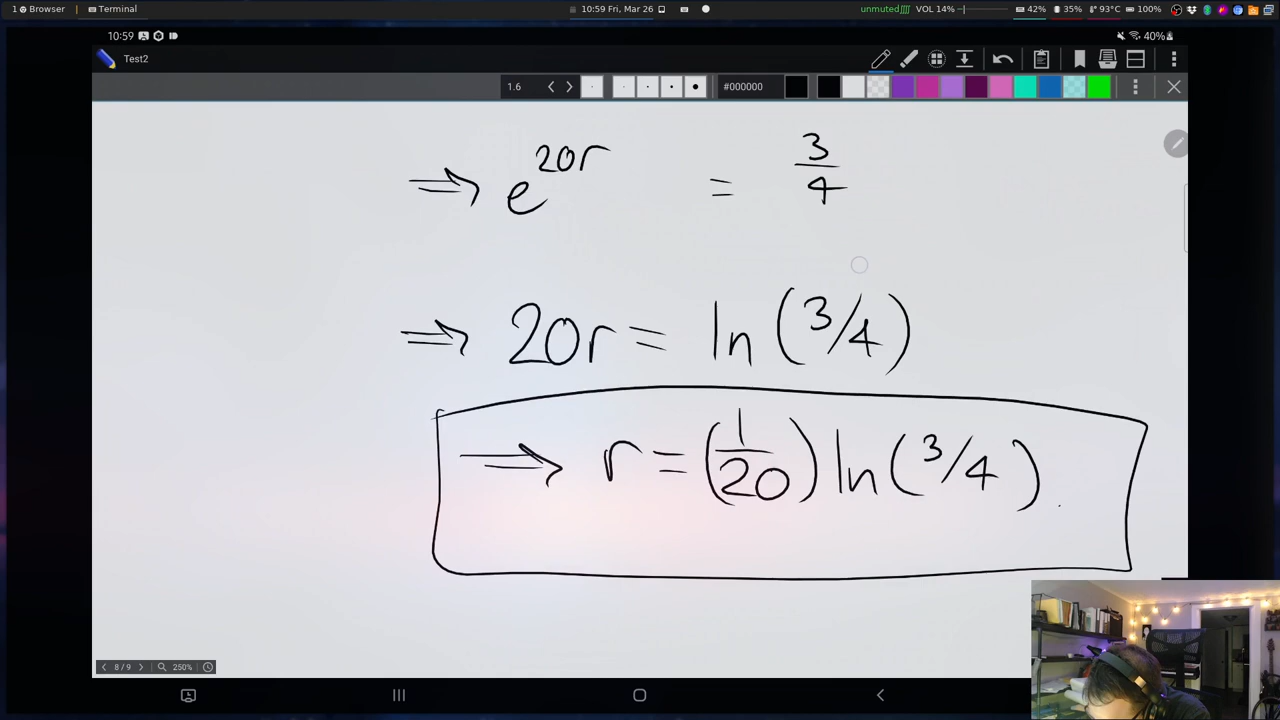 1 Browser Terminal 10:59 Fri, Mar 26 unmuted VOL 14% 42% 35% 93°C 100%
10:59 40%
Test2
1.6 #000000
⇒ e^{20r} = 3/4
⇒ 20r = ln(3/4)
⇒ r = (1/20) ln(3/4).
8/9 250%